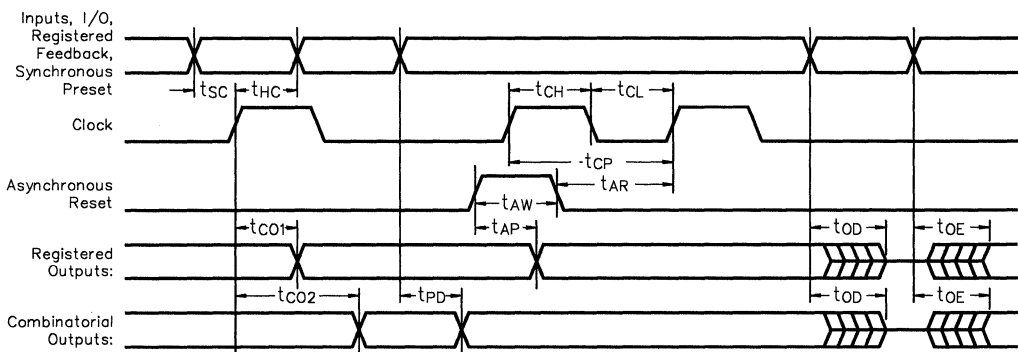 Inputs, I/O,
Registered
Feedback,
Synchronous
Preset
tSC
tHC
tCH
tCL
Clock
-tCP
tAR
Asynchronous
Reset
tAW
tCO1
tAP
tOD
tOE
Registered
Outputs:
tCO2
tPD
tOD
tOE
Combinatorial
Outputs: